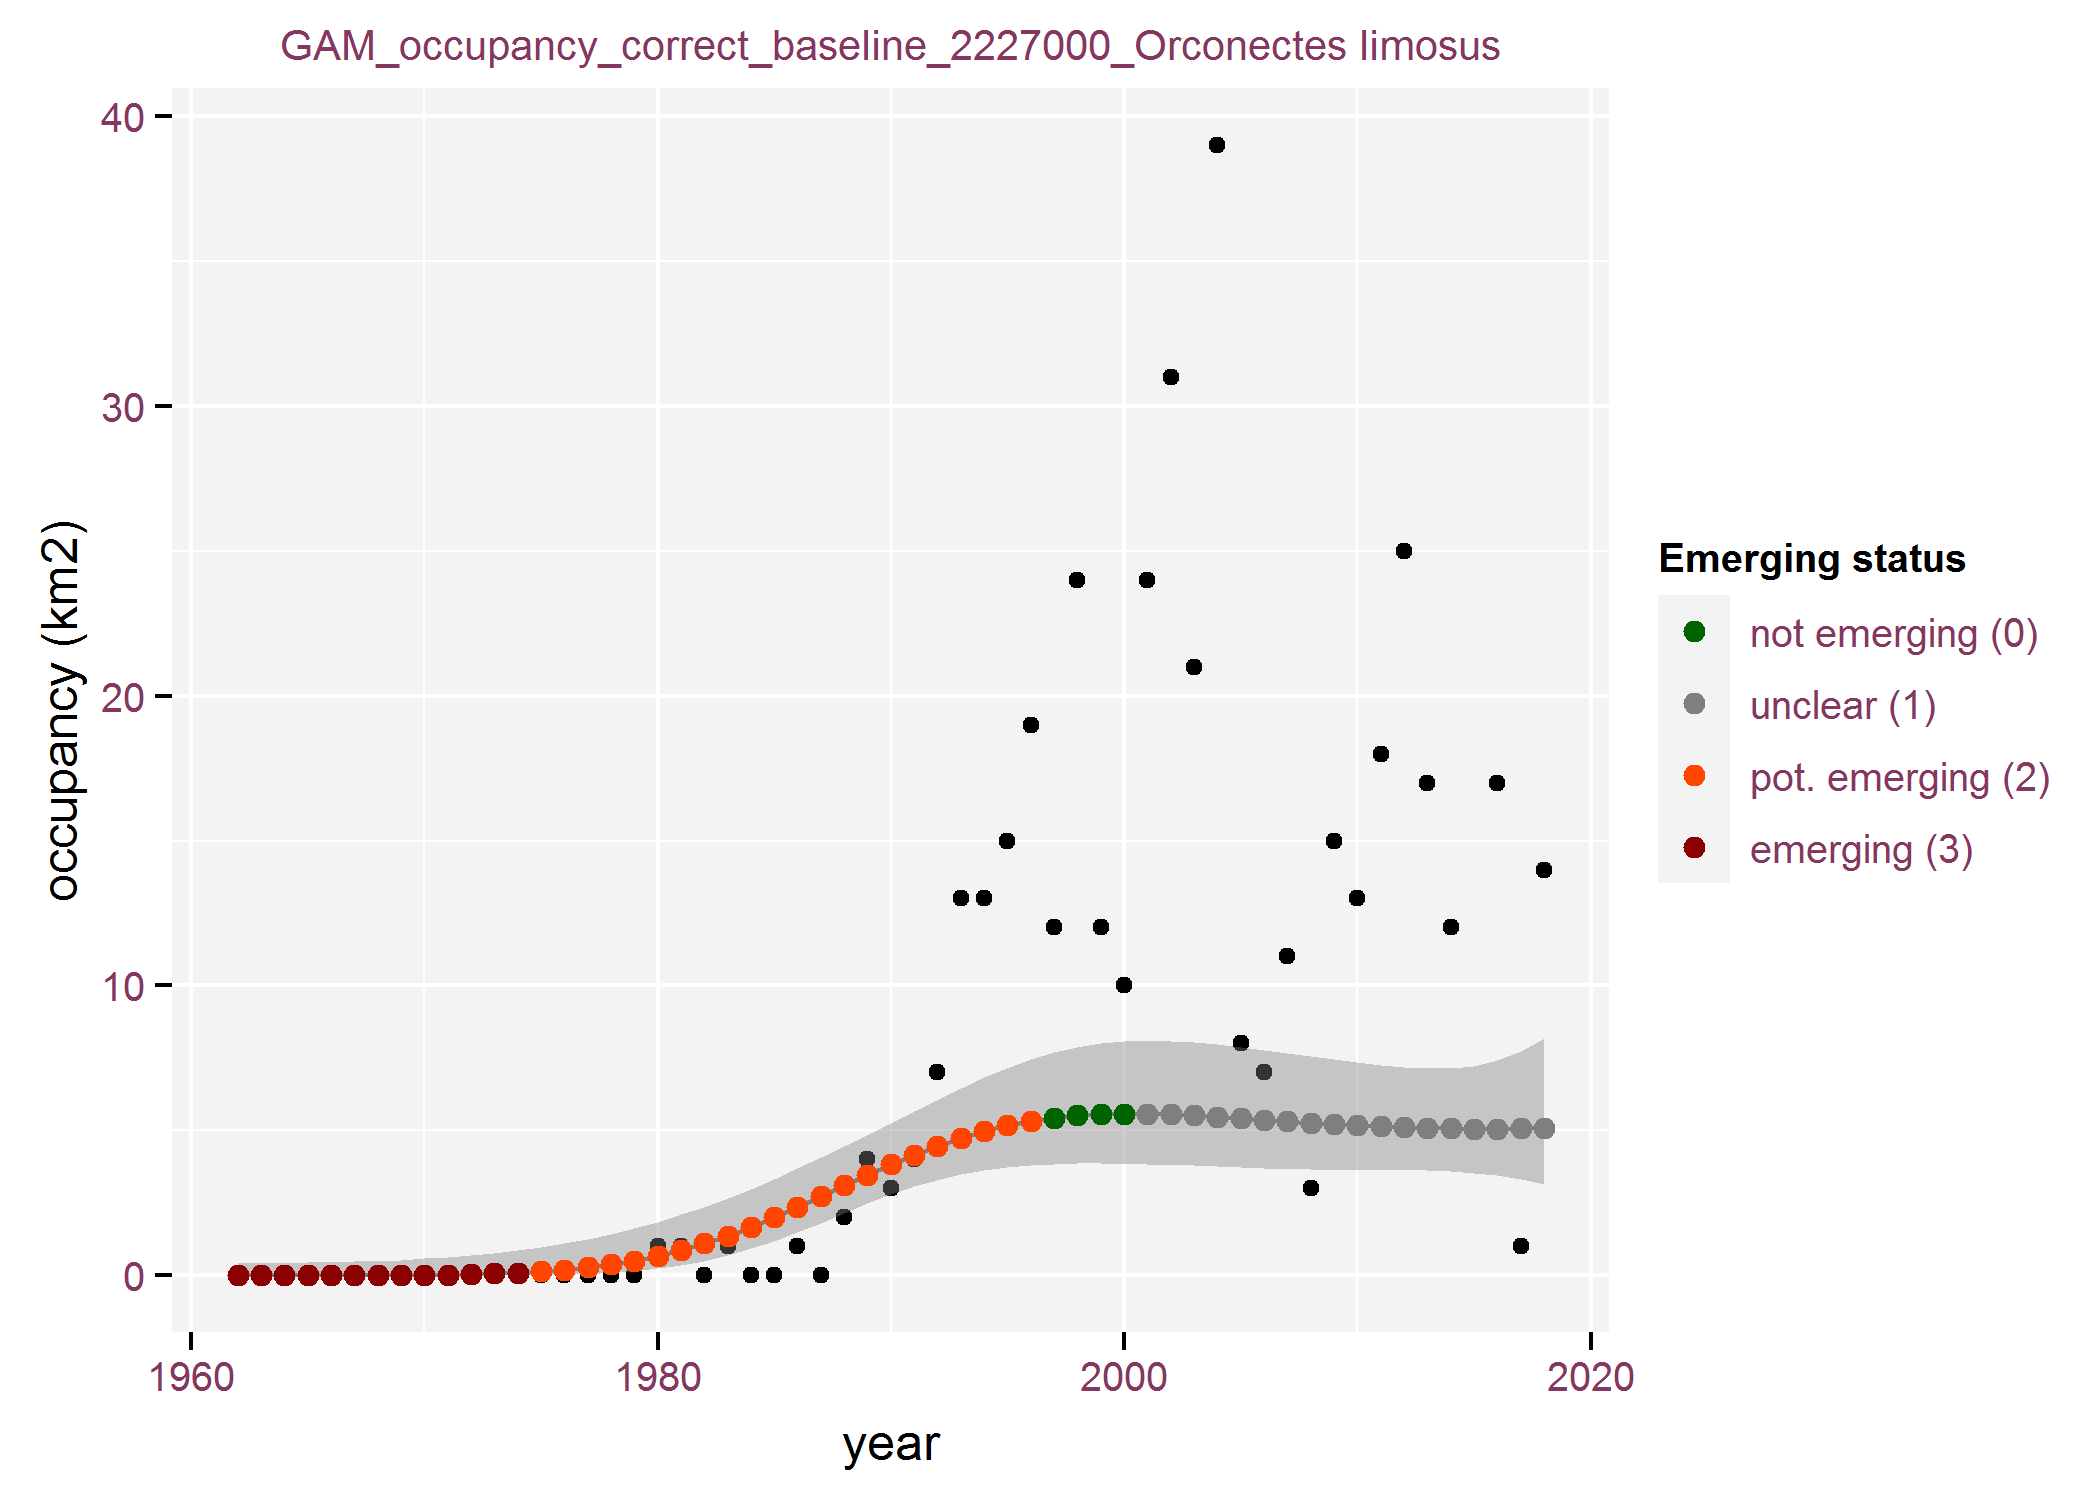 GAM_occupancy_correct_baseline_2227000_Orconectes limosus
40
30
20
10
0
occupancy (km2)
1960
1980
2000
2020
year
Emerging status
not emerging (0)
unclear (1)
pot. emerging (2)
emerging (3)